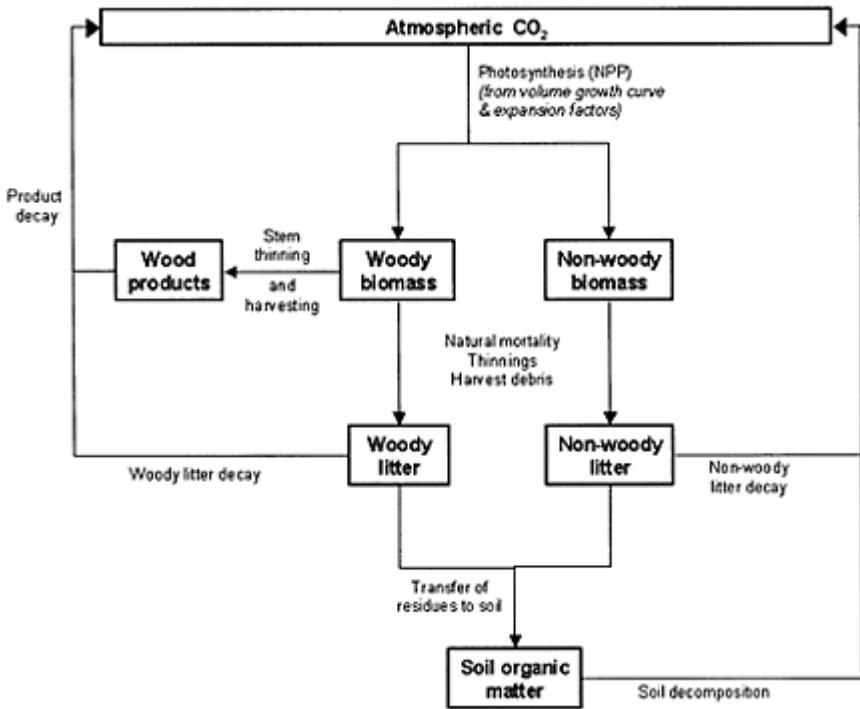 Atmospheric CO₂
Photosynthesis (NPP)
(from volume growth curve
& expansion factors)
Product
decay
Wood
products
Stem
thinning
and
harvesting
Woody
biomass
Non-woody
biomass
Natural mortality
Thinnings
Harvest debris
Woody
litter
Non-woody
litter
Woody litter decay
Non-woody
litter decay
Transfer of
residues to soil
Soil organic
matter
Soil decomposition